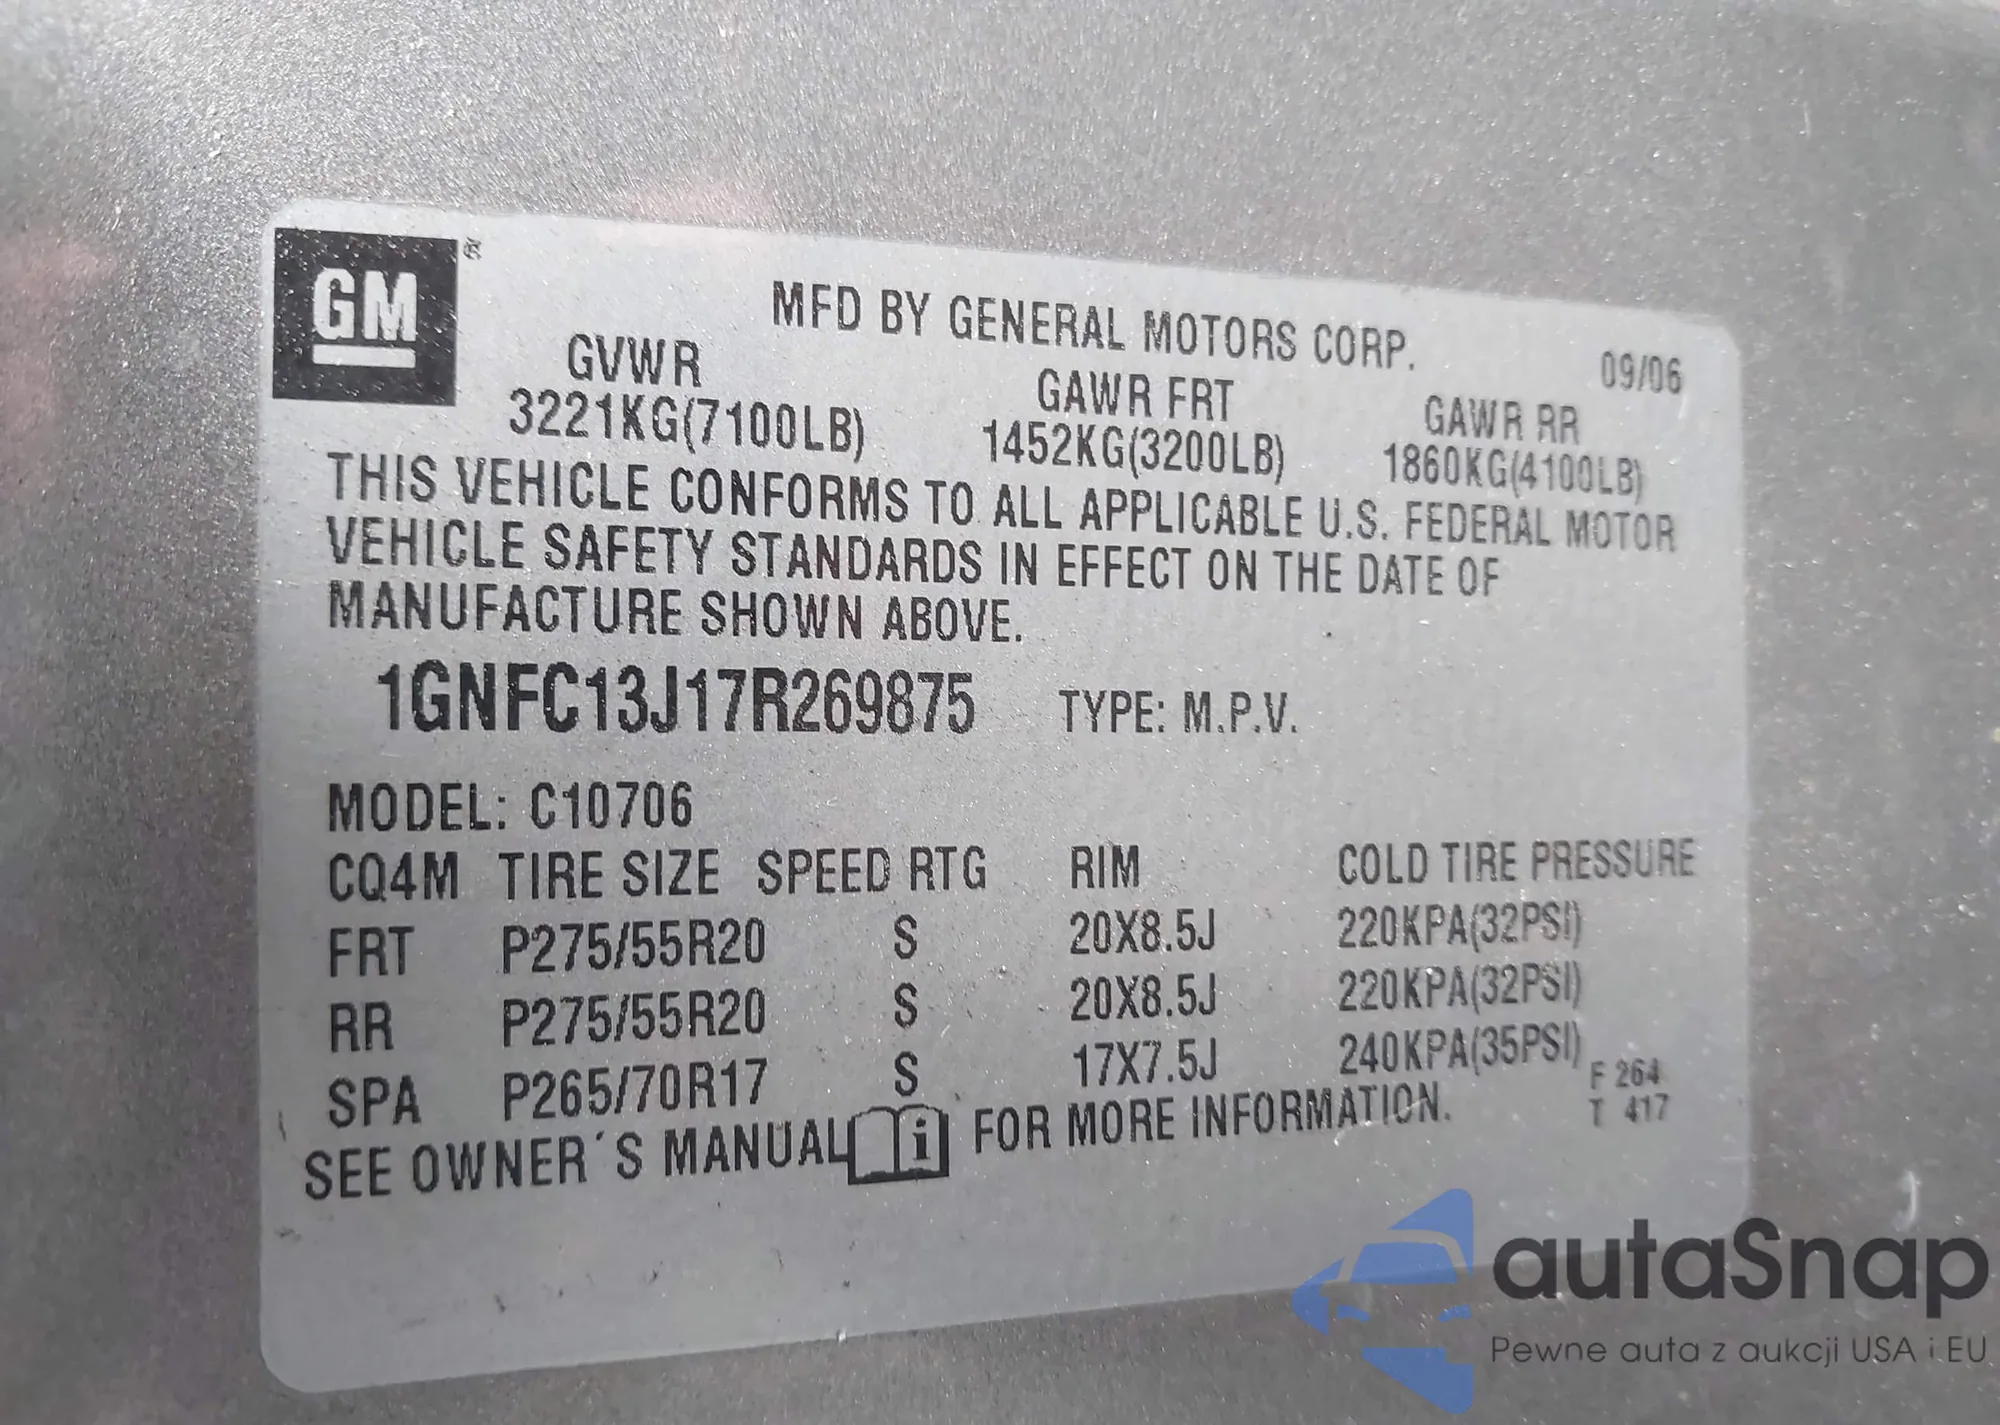 GM ®
MFD BY GENERAL MOTORS CORP. 09/06
GVWR GAWR FRT GAWR RR
3221KG(7100LB) 1452KG(3200LB) 1860KG(4100LB)
THIS VEHICLE CONFORMS TO ALL APPLICABLE U.S. FEDERAL MOTOR
VEHICLE SAFETY STANDARDS IN EFFECT ON THE DATE OF
MANUFACTURE SHOWN ABOVE.
1GNFC13J17R269875 TYPE: M.P.V.
MODEL: C10706
CQ4M TIRE SIZE SPEED RTG RIM COLD TIRE PRESSURE
FRT P275/55R20 S 20X8.5J 220KPA(32PSI)
RR P275/55R20 S 20X8.5J 220KPA(32PSI)
SPA P265/70R17 S 17X7.5J 240KPA(35PSI)
F 264
T 417
SEE OWNER´S MANUAL i FOR MORE INFORMATION.
autaSnap
Pewne auta z aukcji USA i EU